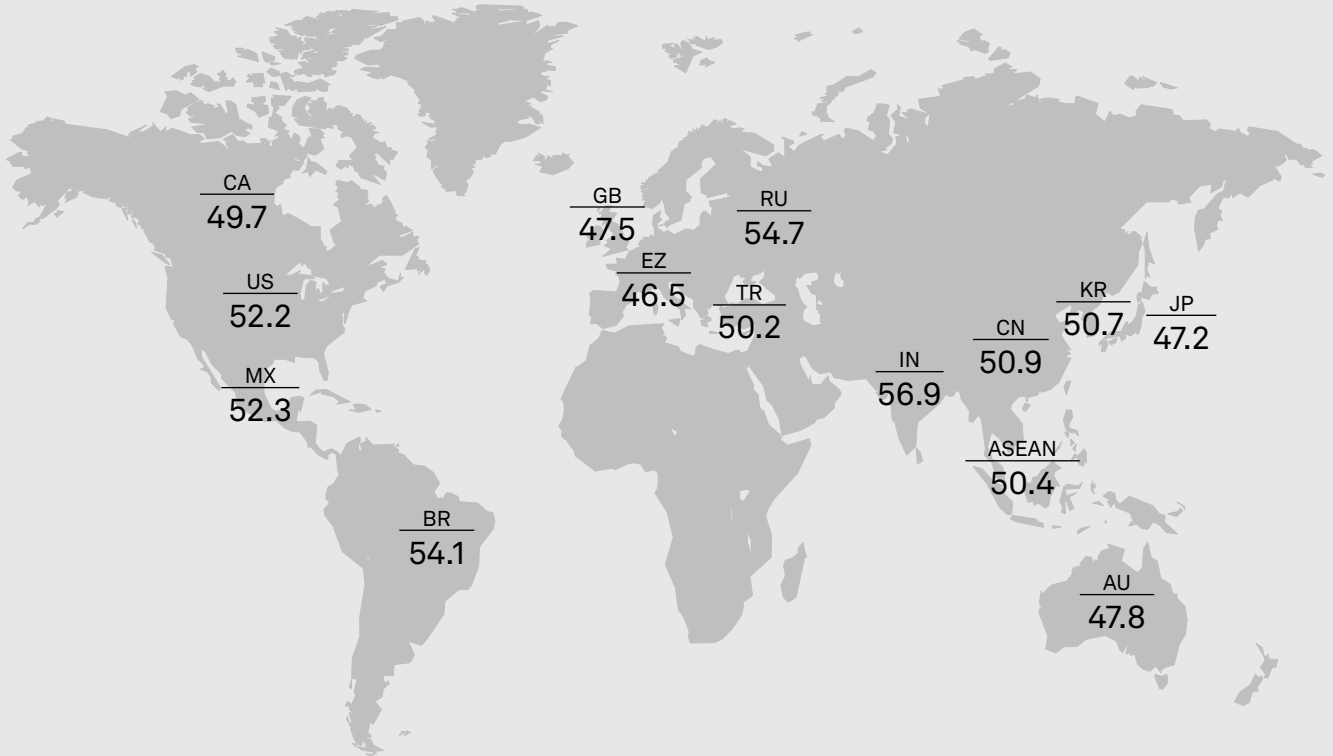 CA
49.7
GB
47.5
RU
54.7
EZ
46.5
US
52.2
TR
50.2
KR
50.7
JP
47.2
CN
50.9
IN
56.9
MX
52.3
ASEAN
50.4
BR
54.1
AU
47.8